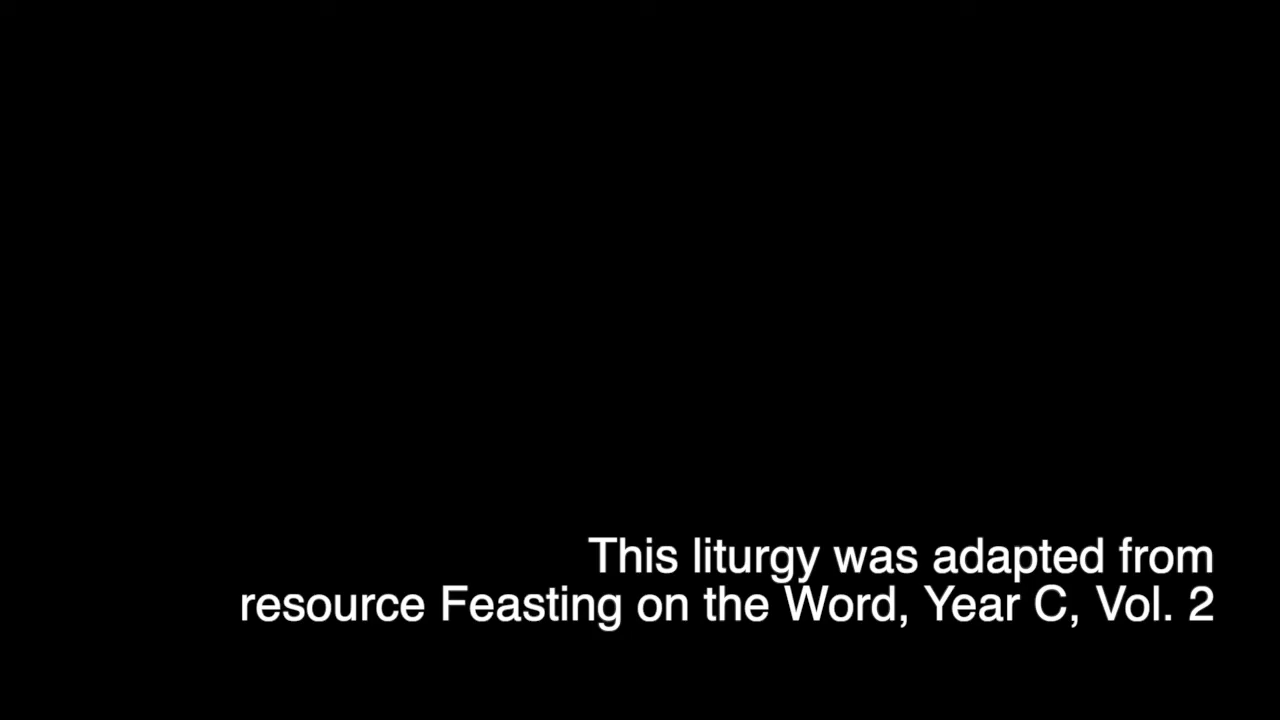 This liturgy was adapted from
resource Feasting on the Word, Year C, Vol. 2